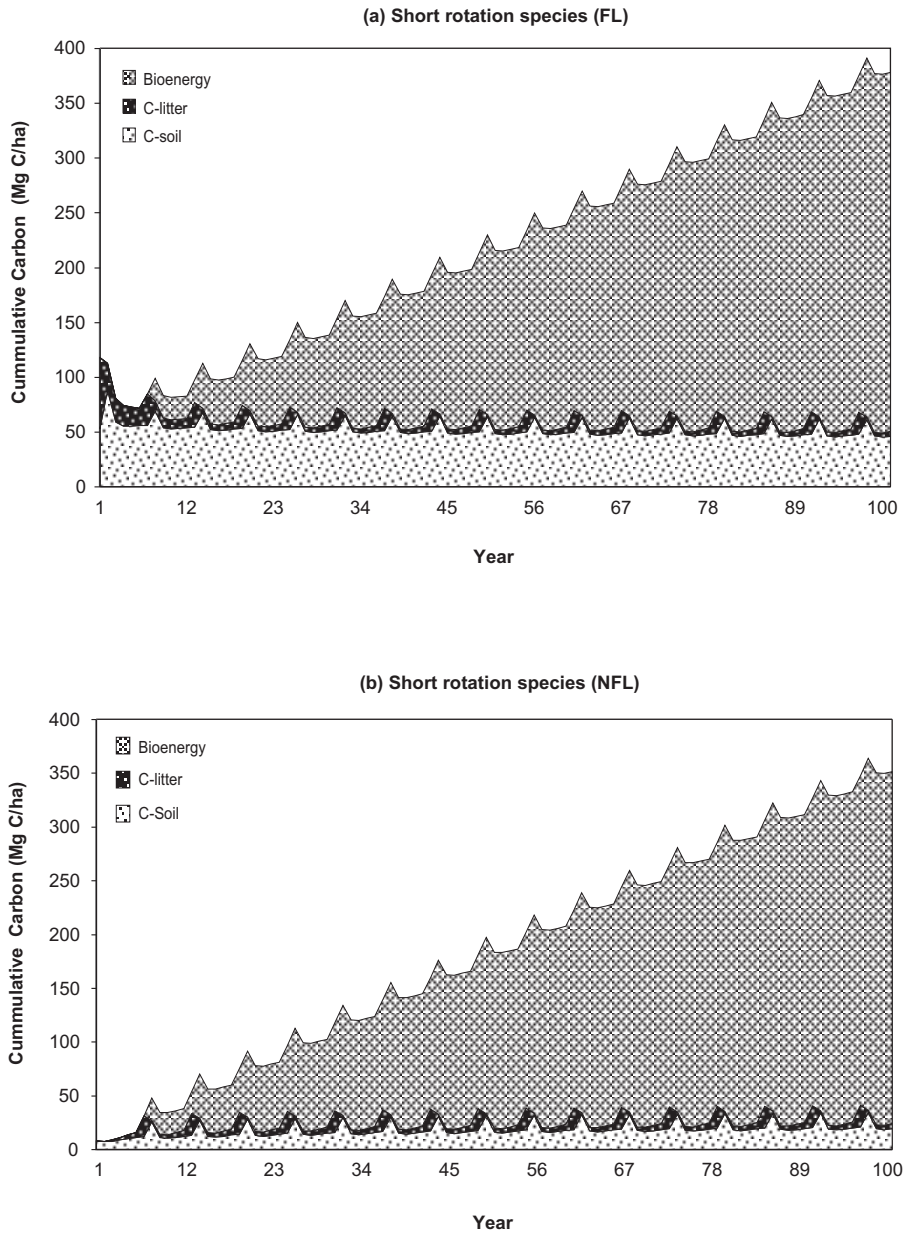 (a) Short rotation species (FL)
Cummulative Carbon (Mg C/ha)
400
350
300
250
200
150
100
50
0
Bioenergy
C-litter
C-soil
1 12 23 34 45 56 67 78 89 100
Year
(b) Short rotation species (NFL)
Cummulative Carbon (Mg C/ha)
400
350
300
250
200
150
100
50
0
Bioenergy
C-litter
C-Soil
1 12 23 34 45 56 67 78 89 100
Year